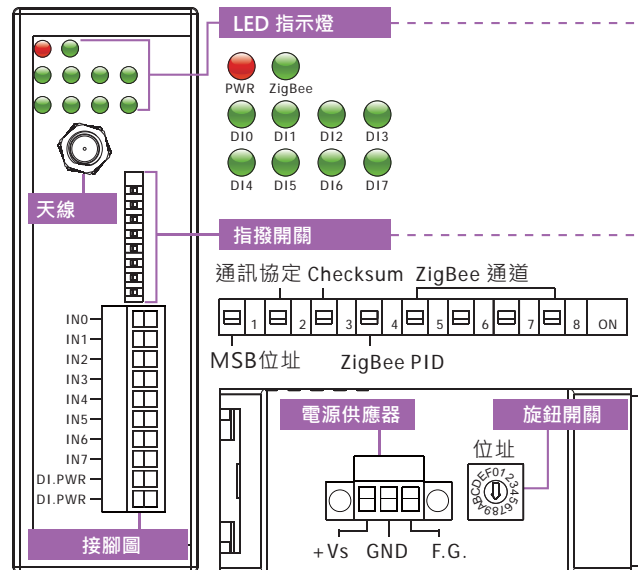 LED 指示燈
PWR ZigBee
DI0 DI1 DI2 DI3
DI4 DI5 DI6 DI7
天線
指撥開關
通訊協定 Checksum ZigBee 通道
1 2 3 4 5 6 7 8 ON
MSB位址 ZigBee PID
IN0
IN1
IN2
IN3
IN4
IN5
IN6
IN7
DI.PWR
DI.PWR
接腳圖
電源供應器
旋鈕開關
位址
0123456789ABCDEF
+Vs GND F.G.